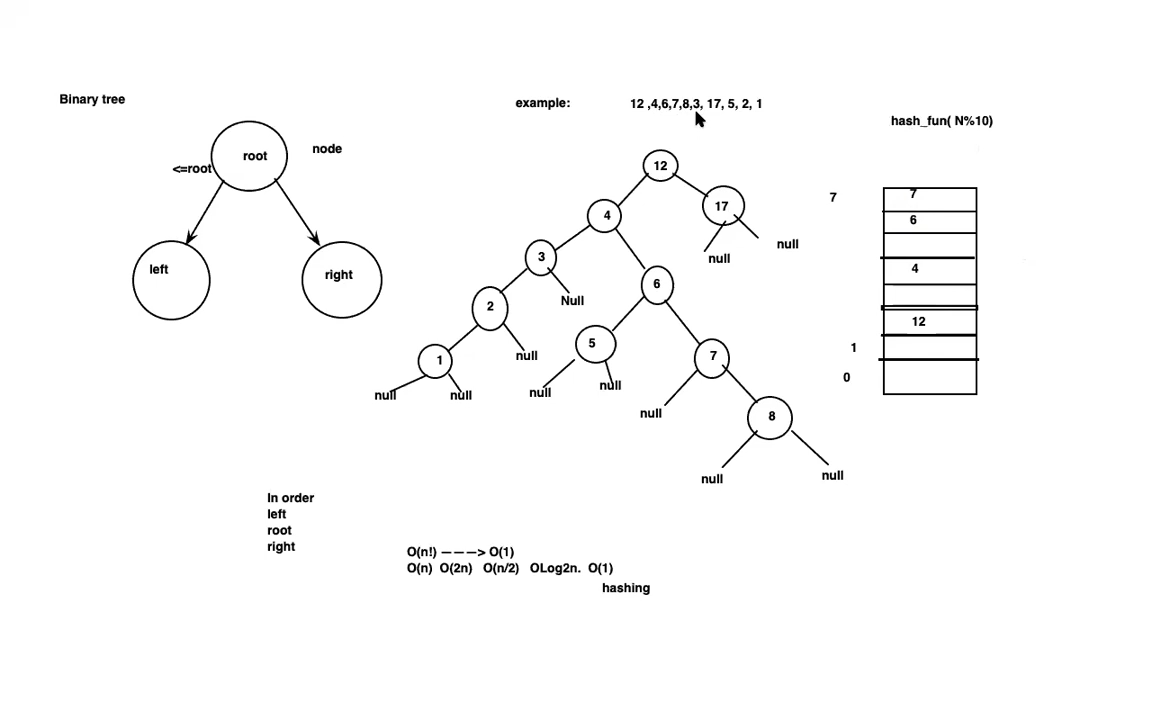 Binary tree
example: 12 ,4,6,7,8,3, 17, 5, 2, 1
hash_fun( N%10)
root
node
<=root
left
right
12
4
17
null
null
3
Null
6
2
null
5
null
null
1
null
null
7
null
8
null
null
7
7
6
4
12
1
0
In order
left
root
right
O(n!) ———> O(1)
O(n) O(2n) O(n/2) OLog2n. O(1)
hashing